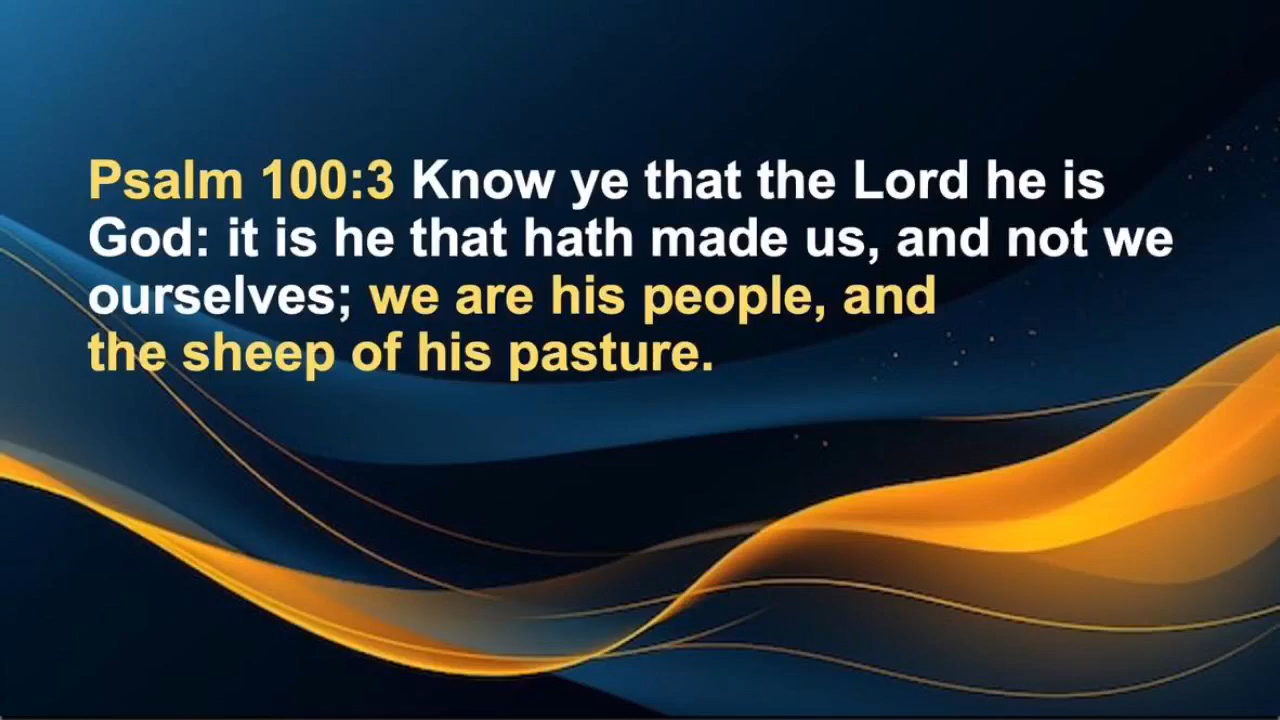 Psalm 100:3 Know ye that the Lord he is
God: it is he that hath made us, and not we
ourselves; we are his people, and
the sheep of his pasture.